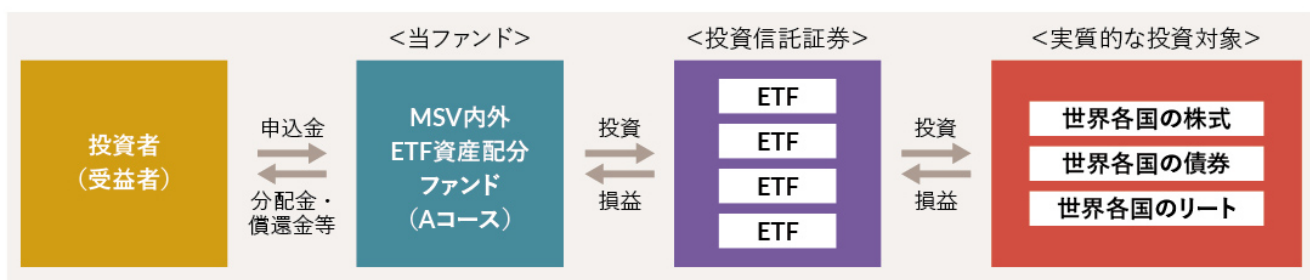 <当ファンド>
<投資信託証券>
<実質的な投資対象>
投資者
（受益者）
申込金
分配金・
償還金等
MSV内外
ETF資産配分
ファンド
（Aコース）
投資
損益
ETF
ETF
ETF
ETF
投資
損益
世界各国の株式
世界各国の債券
世界各国のリート